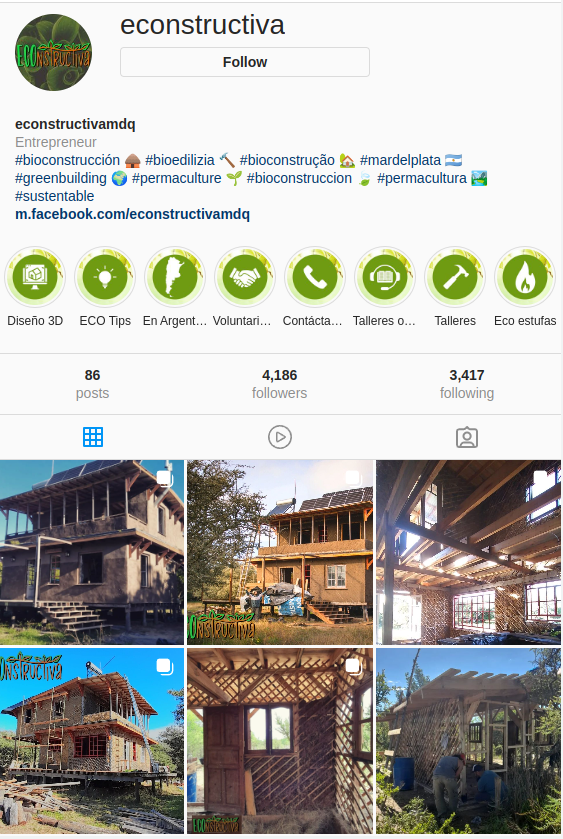 econstructiva
ECOnstructiva
Follow
econstructivamdq
Entrepreneur
#bioconstrucción 🛖 #bioedilizia 🔨 #bioconstrução 🏡 #mardelplata 🇦🇷
#greenbuilding 🌍 #permaculture 🌱 #bioconstruccion 🍃 #permacultura 🏞️
#sustentable
m.facebook.com/econstructivamdq
Diseño 3D
ECO Tips
En Argent…
Voluntari…
Contácta…
Talleres o…
Talleres
Eco estufas
86
posts
4,186
followers
3,417
following
Onstructiva
Onstructiva
ECOnstructiva